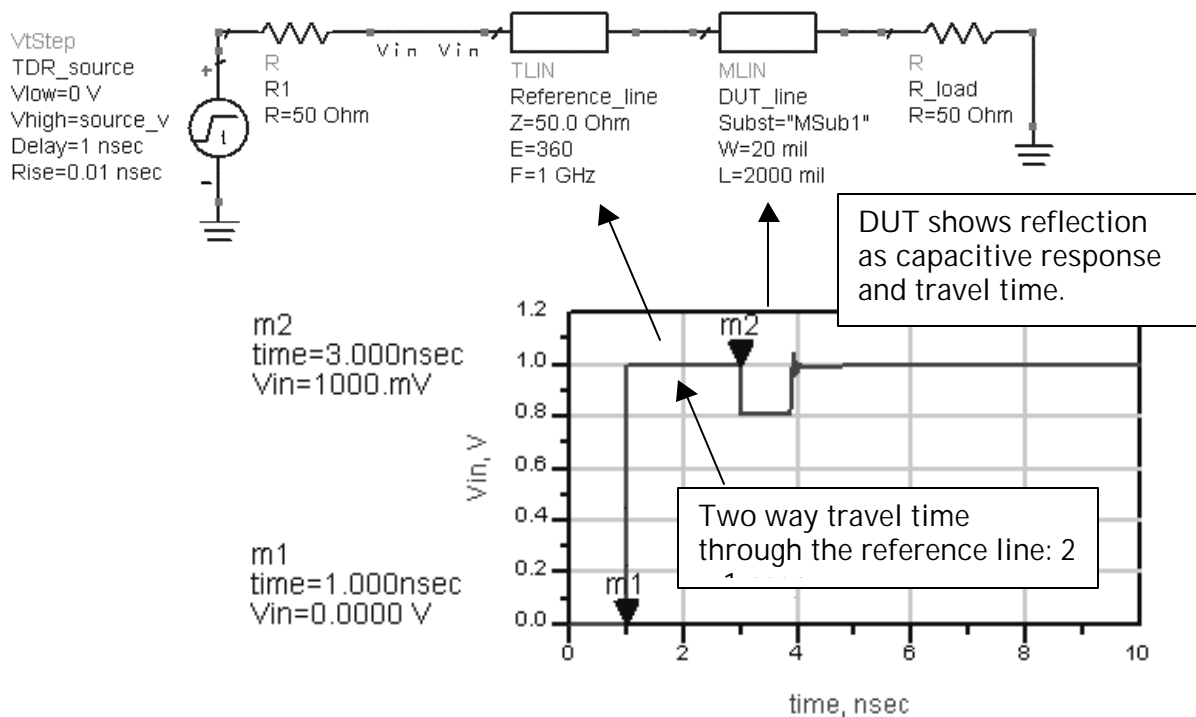 VtStep
TDR_source
Vlow=0 V
Vhigh=source_v
Delay=1 nsec
Rise=0.01 nsec
+
t
-
R
R1
R=50 Ohm
Vin Vin
TLIN
Reference_line
Z=50.0 Ohm
E=360
F=1 GHz
MLIN
DUT_line
Subst="MSub1"
W=20 mil
L=2000 mil
R
R_load
R=50 Ohm
DUT shows reflection
as capacitive response
and travel time.
m2
time=3.000nsec
Vin=1000.mV
m1
time=1.000nsec
Vin=0.0000 V
Vin, V
1.2
1.0
0.8
0.6
0.4
0.2
0.0
m2
m1
Two way travel time
through the reference line: 2
0
2
4
6
8
10
time, nsec